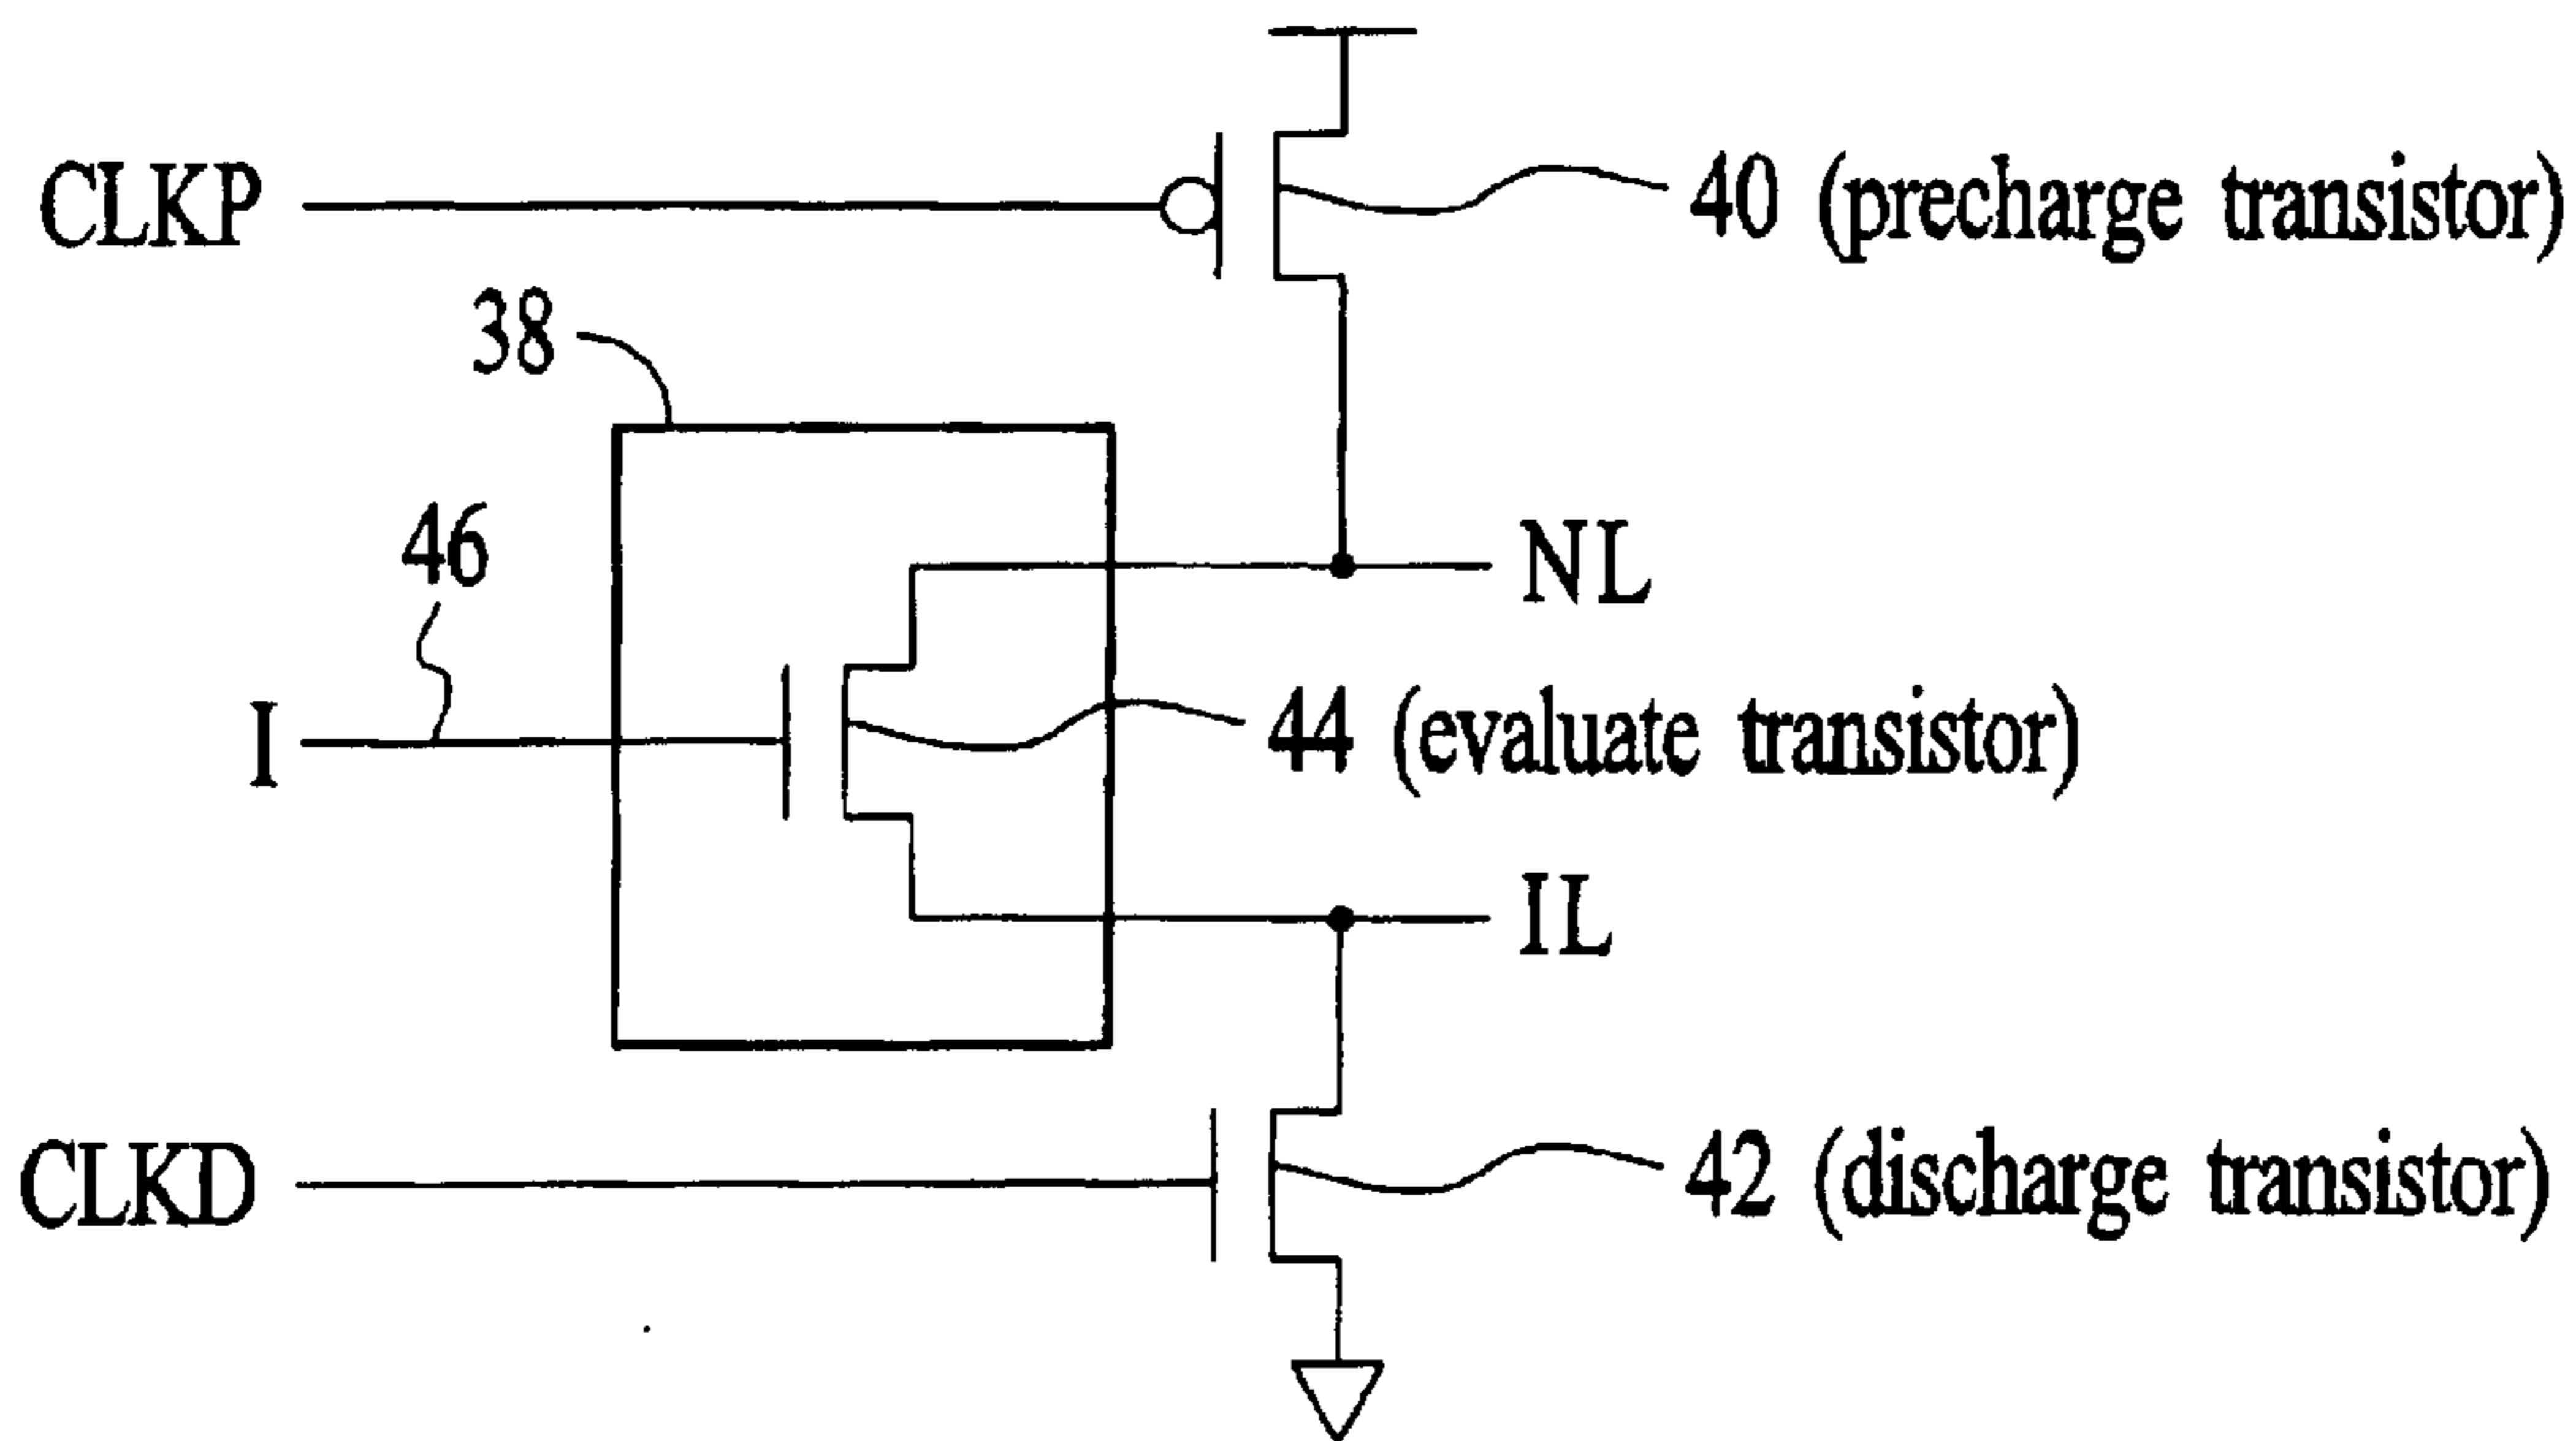 CLKP
40 (precharge transistor)
38
46
NL
I
44 (evaluate transistor)
IL
CLKD
42 (discharge transistor)